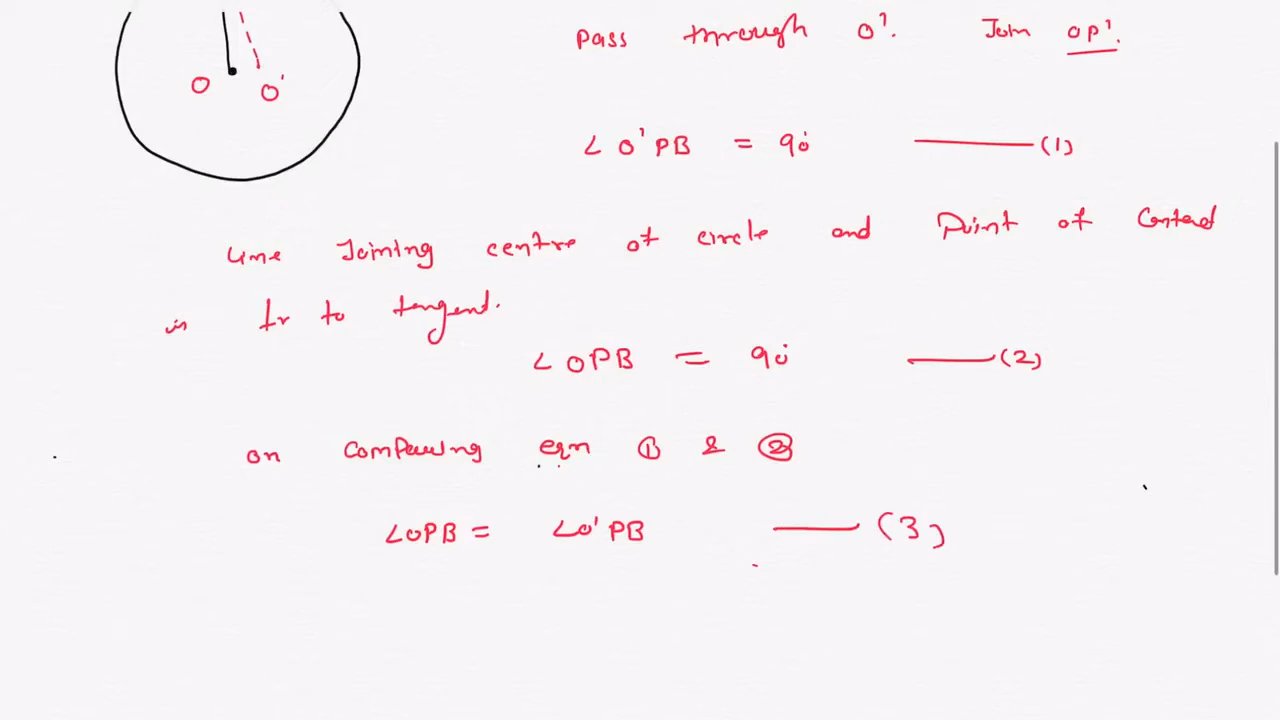 Pass through O'. Join OP'.
O O'
∠ O'PB = 90° —— (1)
Line Joining centre of circle and Point of Contact
is ⊥r to tangent.
∠ OPB = 90° —— (2)
on comparing eqn ① & ②
∠OPB = ∠O'PB —— (3)